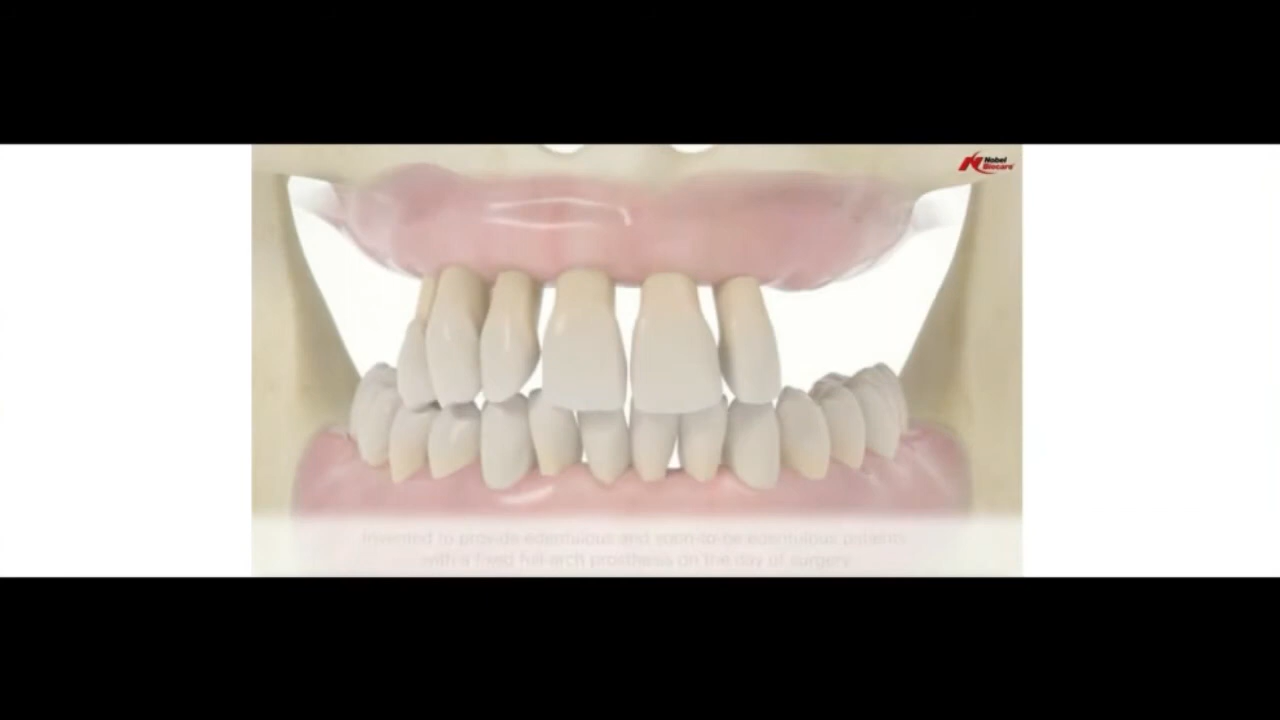 Nobel
Biocare
Invented to provide edentulous and soon-to-be edentulous patients
with a fixed full-arch prosthesis on the day of surgery